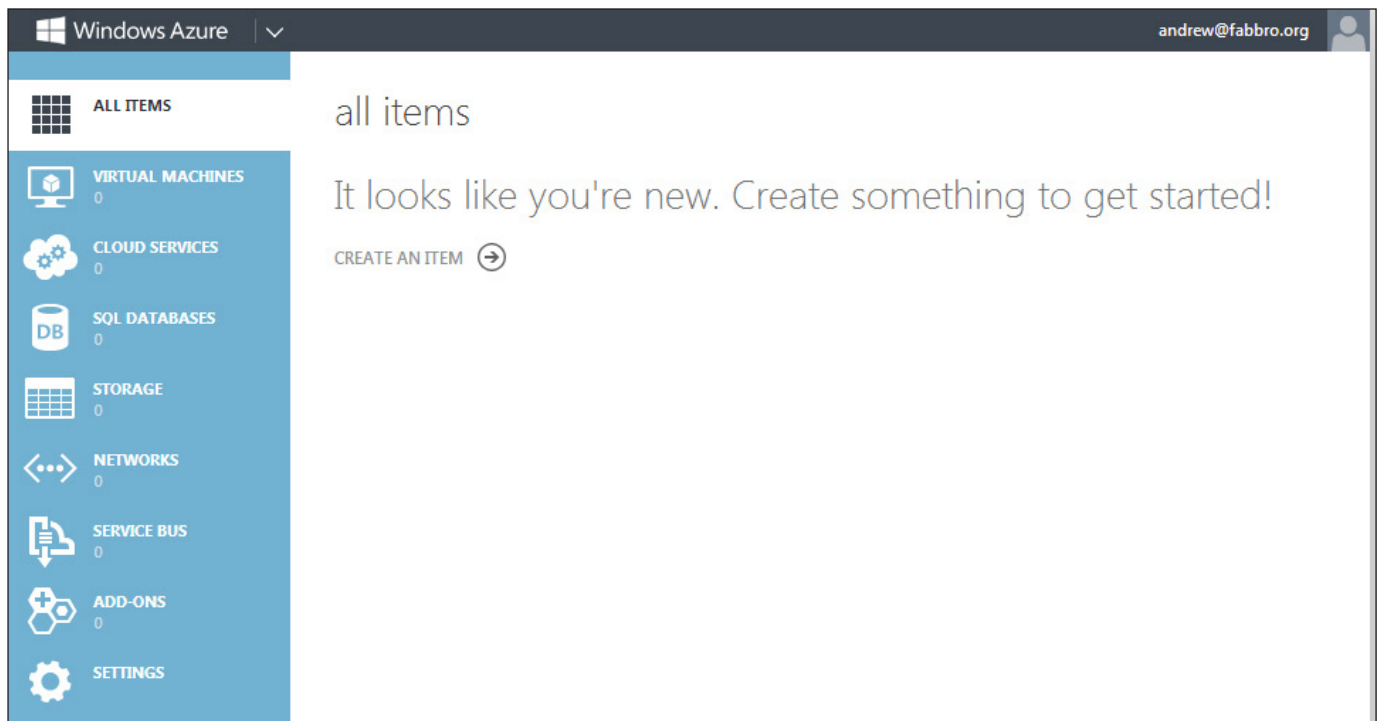 Windows Azure
andrew@fabbro.org
ALL ITEMS
VIRTUAL MACHINES
0
CLOUD SERVICES
0
DB
SQL DATABASES
0
STORAGE
0
NETWORKS
0
SERVICE BUS
0
ADD-ONS
0
SETTINGS
all items
It looks like you're new. Create something to get started!
CREATE AN ITEM